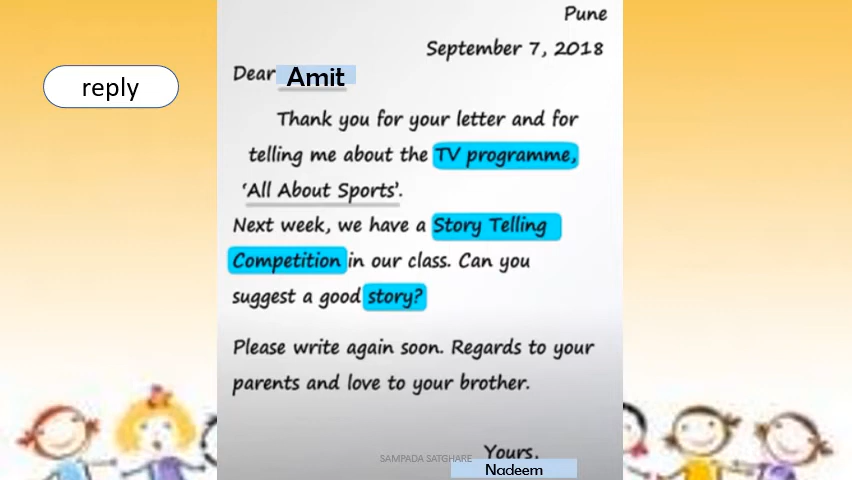 reply
Pune
September 7, 2018
Dear Amit
Thank you for your letter and for
telling me about the TV programme,
‘All About Sports’.
Next week, we have a Story Telling
Competition in our class. Can you
suggest a good story?
Please write again soon. Regards to your
parents and love to your brother.
Yours,
SAMPADA SATGHARE
Nadeem